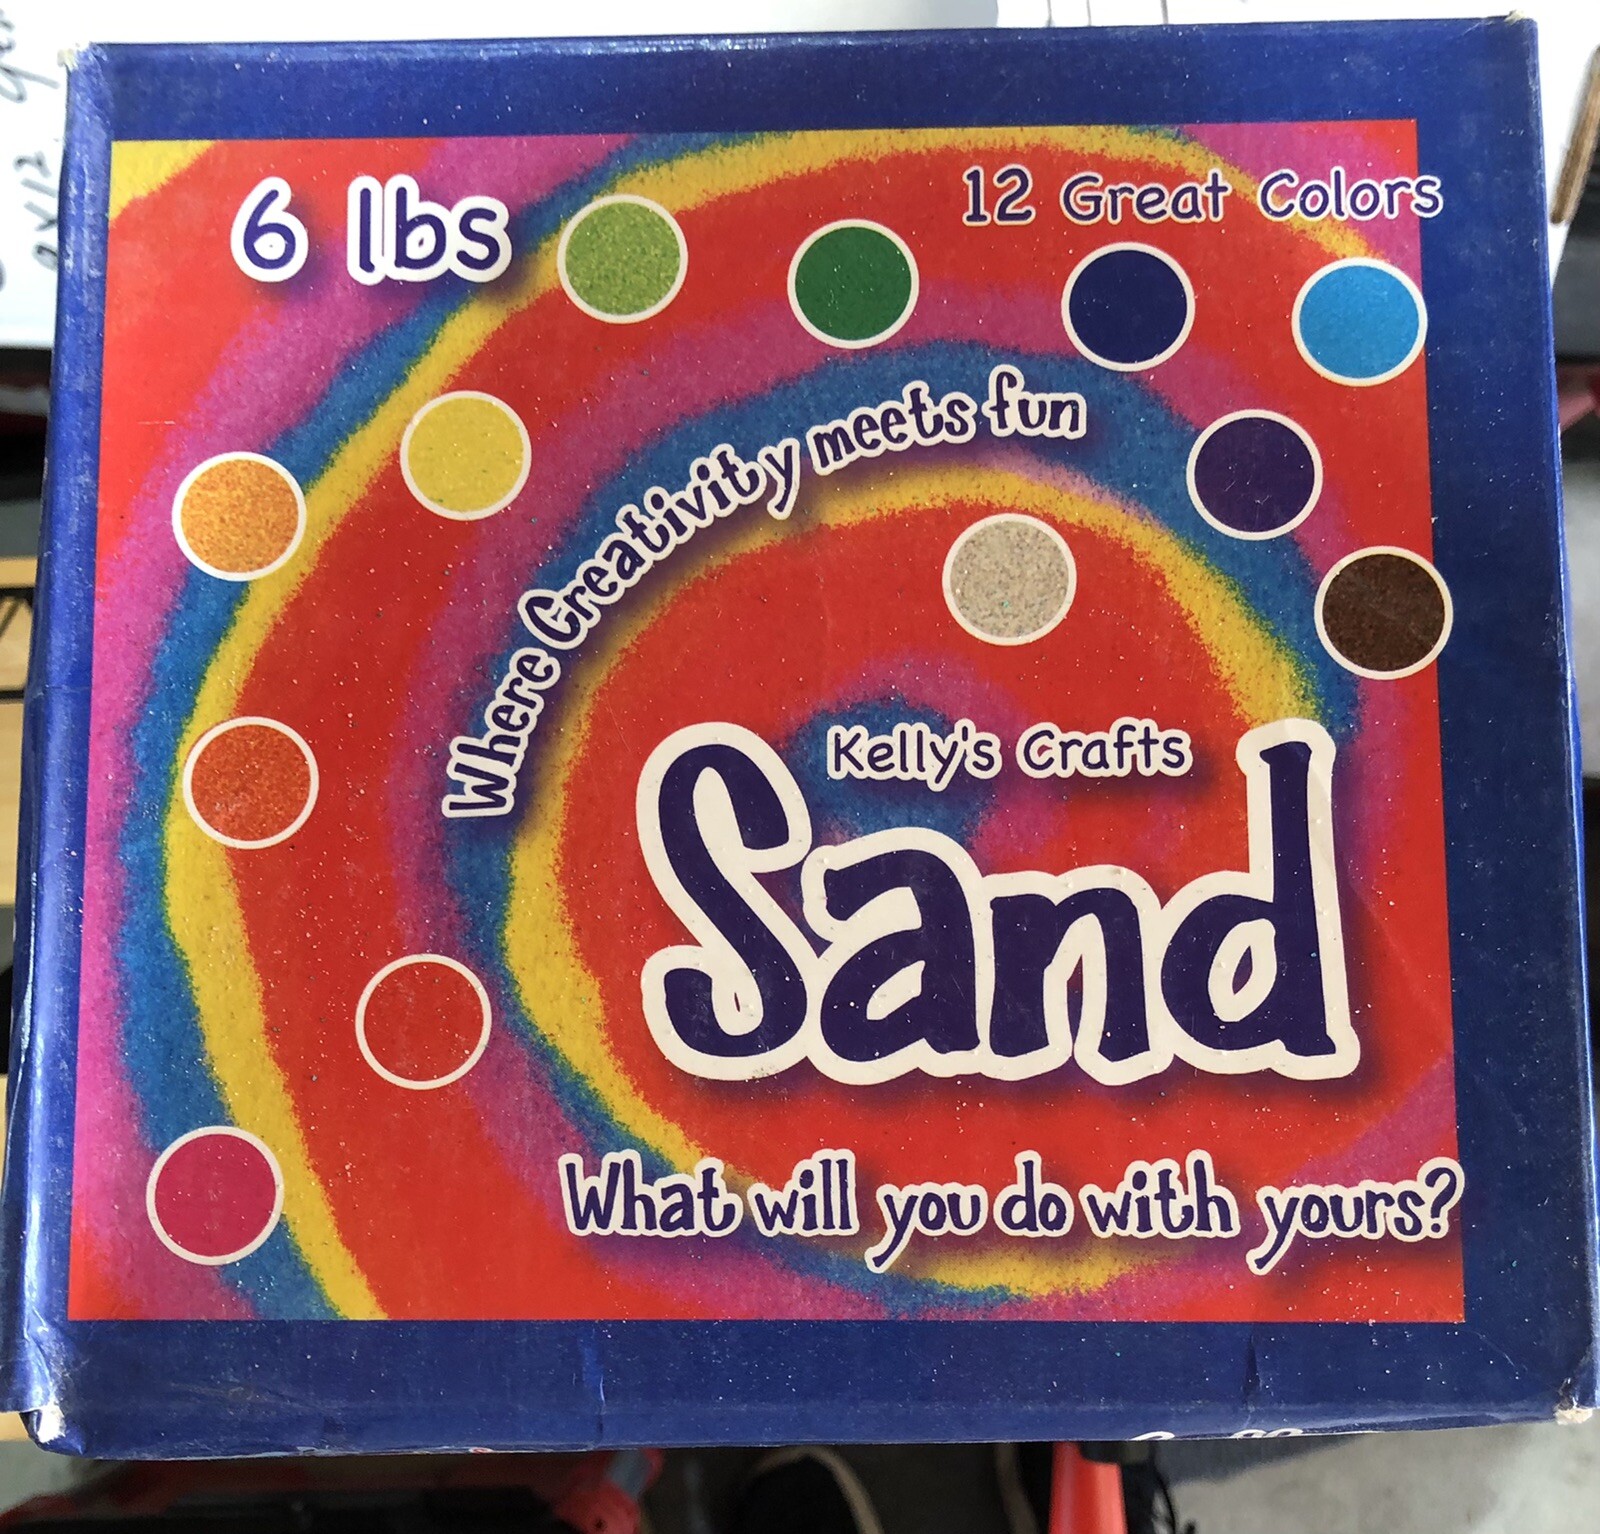 6 lbs
12 Great Colors
Where Creativity meets fun
Kelly's Crafts
Sand
What will you do with yours?